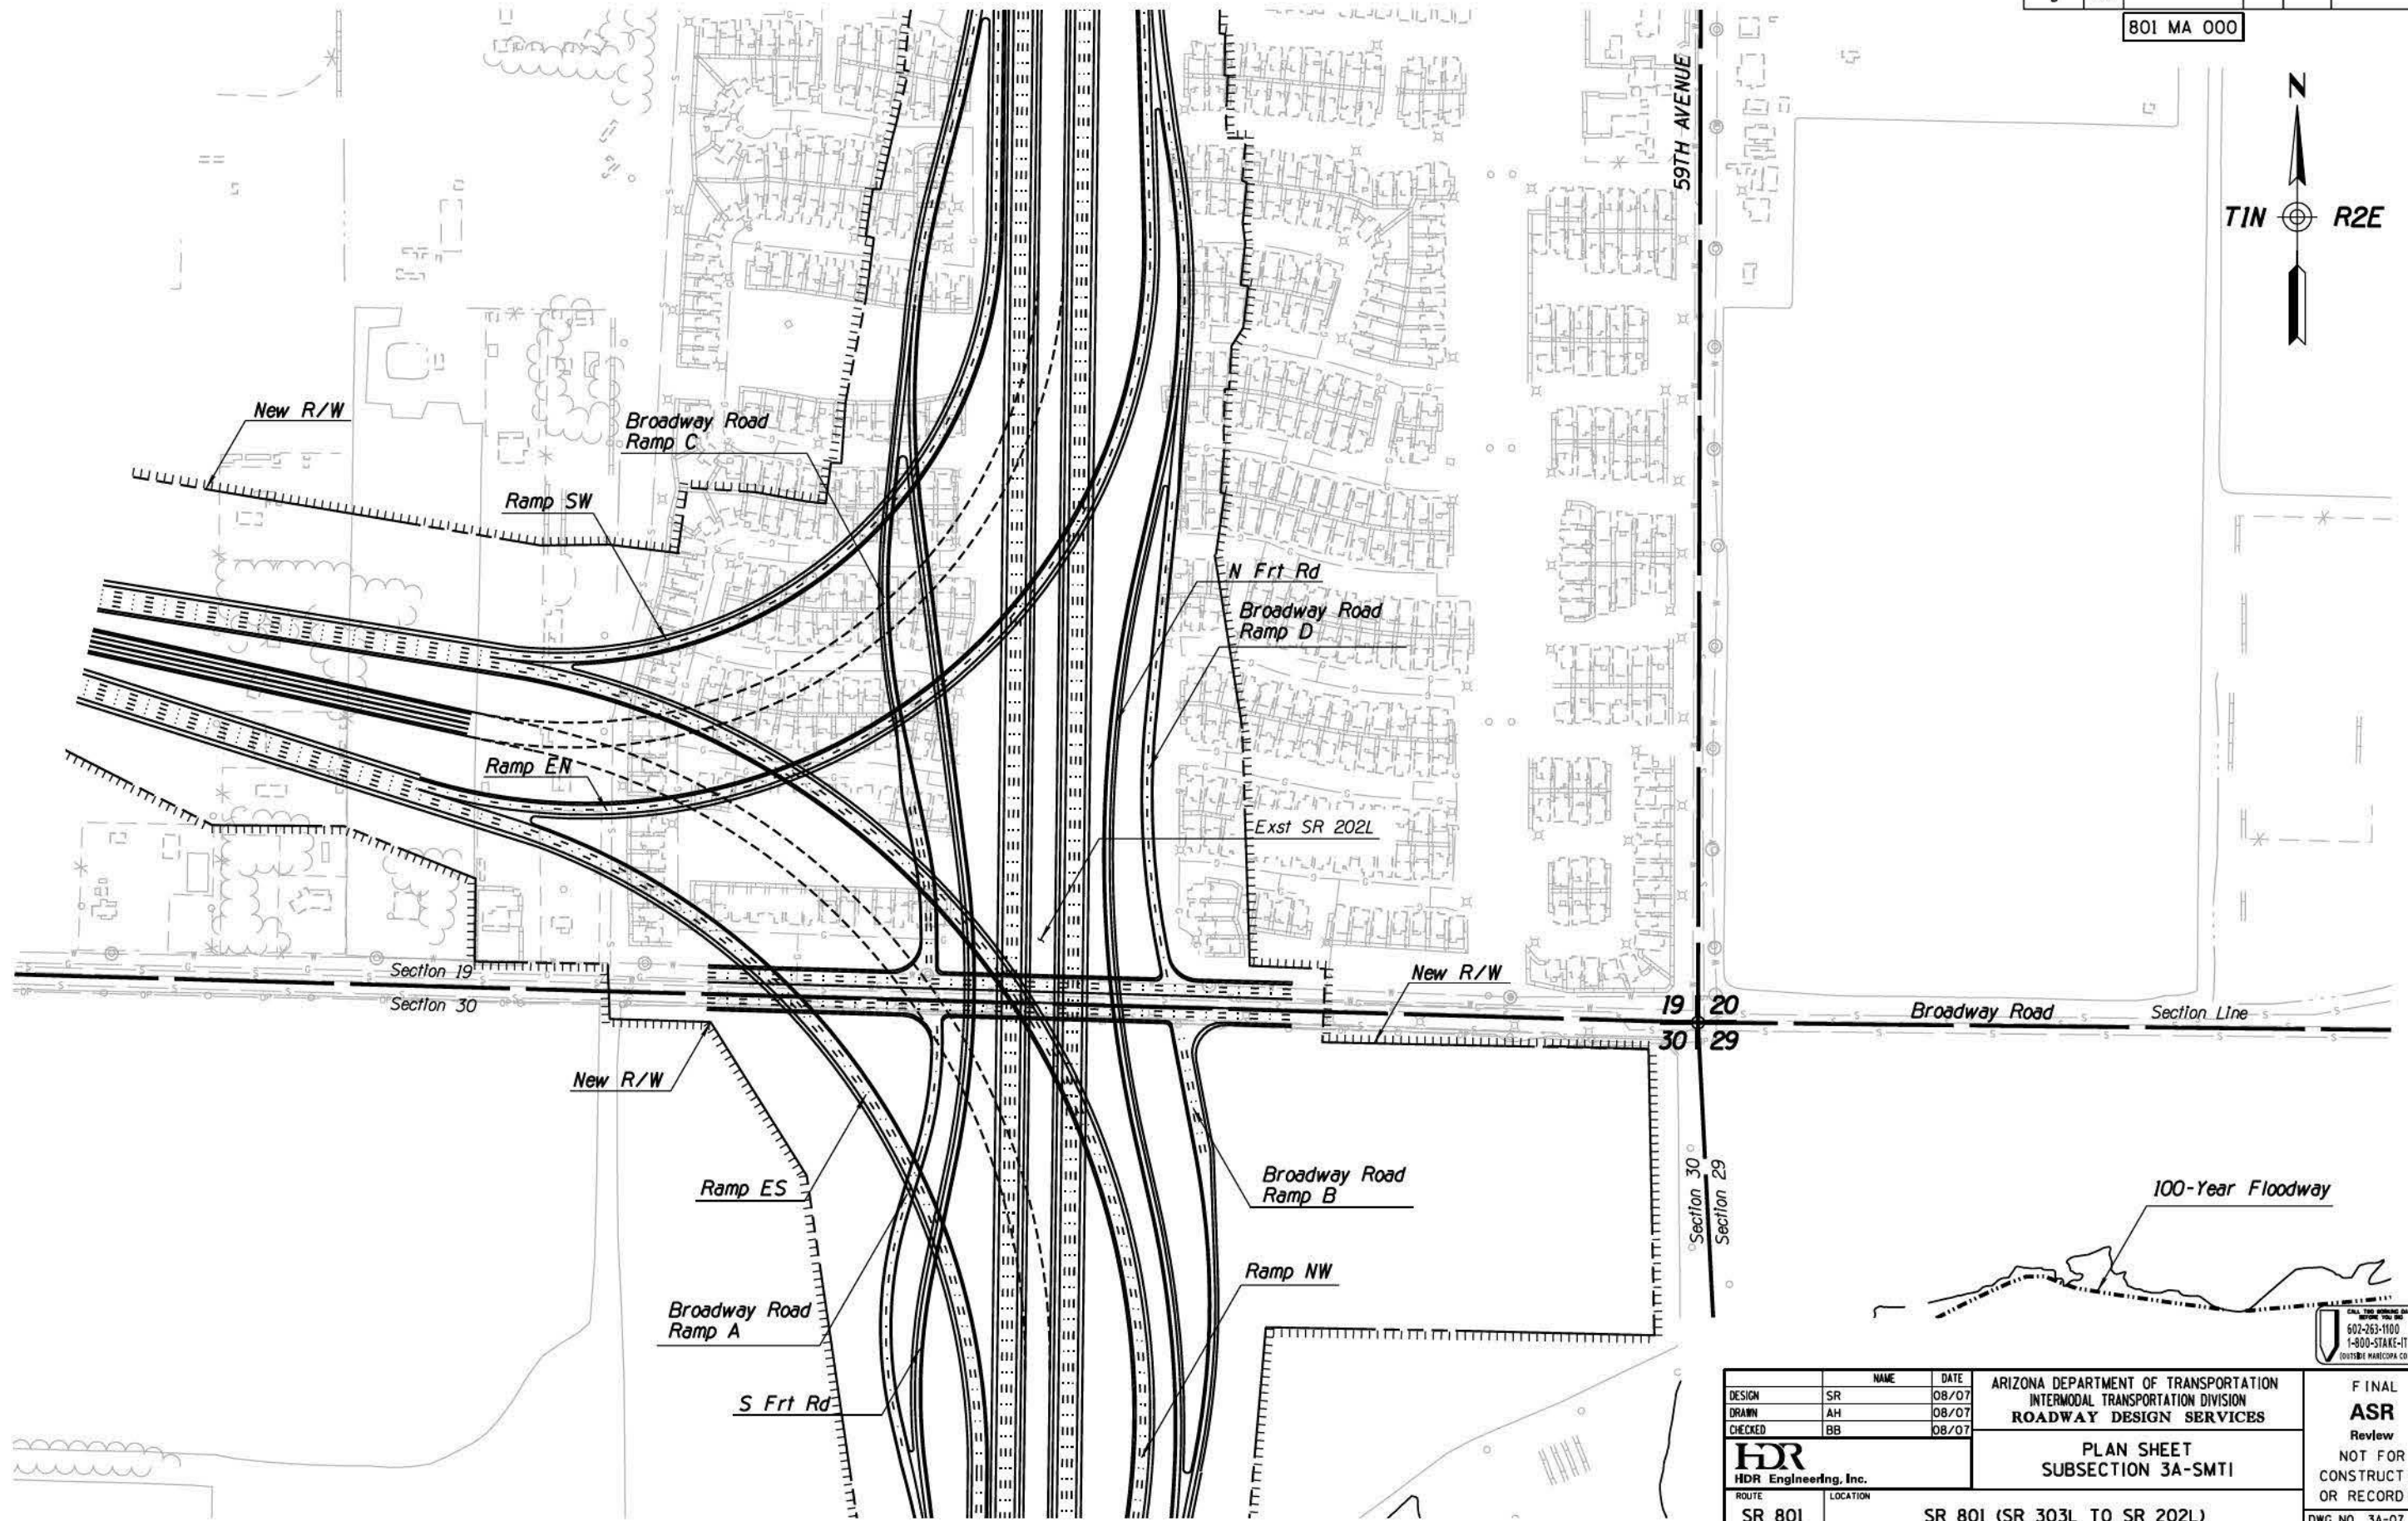 801 MA 000
N
T1N
R2E
59TH AVENUE
New R/W
Broadway Road
Ramp C
Ramp SW
N Frt Rd
Broadway Road
Ramp D
Ramp EN
Exst SR 202L
Section 19
Section 30
New R/W
19
20
30
29
Broadway Road
Section Line
New R/W
Ramp ES
Broadway Road
Ramp B
Section 30
Section 29
100-Year Floodway
Ramp NW
Broadway Road
Ramp A
S Frt Rd
602-263-1100
1-800-STAKE-IT
NAME
DATE
DESIGN
SR
08/07
DRAWN
AH
08/07
CHECKED
BB
08/07
ARIZONA DEPARTMENT OF TRANSPORTATION
INTERMODAL TRANSPORTATION DIVISION
ROADWAY DESIGN SERVICES
HDR
HDR Engineering, Inc.
PLAN SHEET
SUBSECTION 3A-SMTI
FINAL
ASR
Review
NOT FOR
CONSTRUCT
OR RECORD
ROUTE
LOCATION
SR 801
SR 801 (SR 303L TO SR 202L)
DWG NO. 3A-07